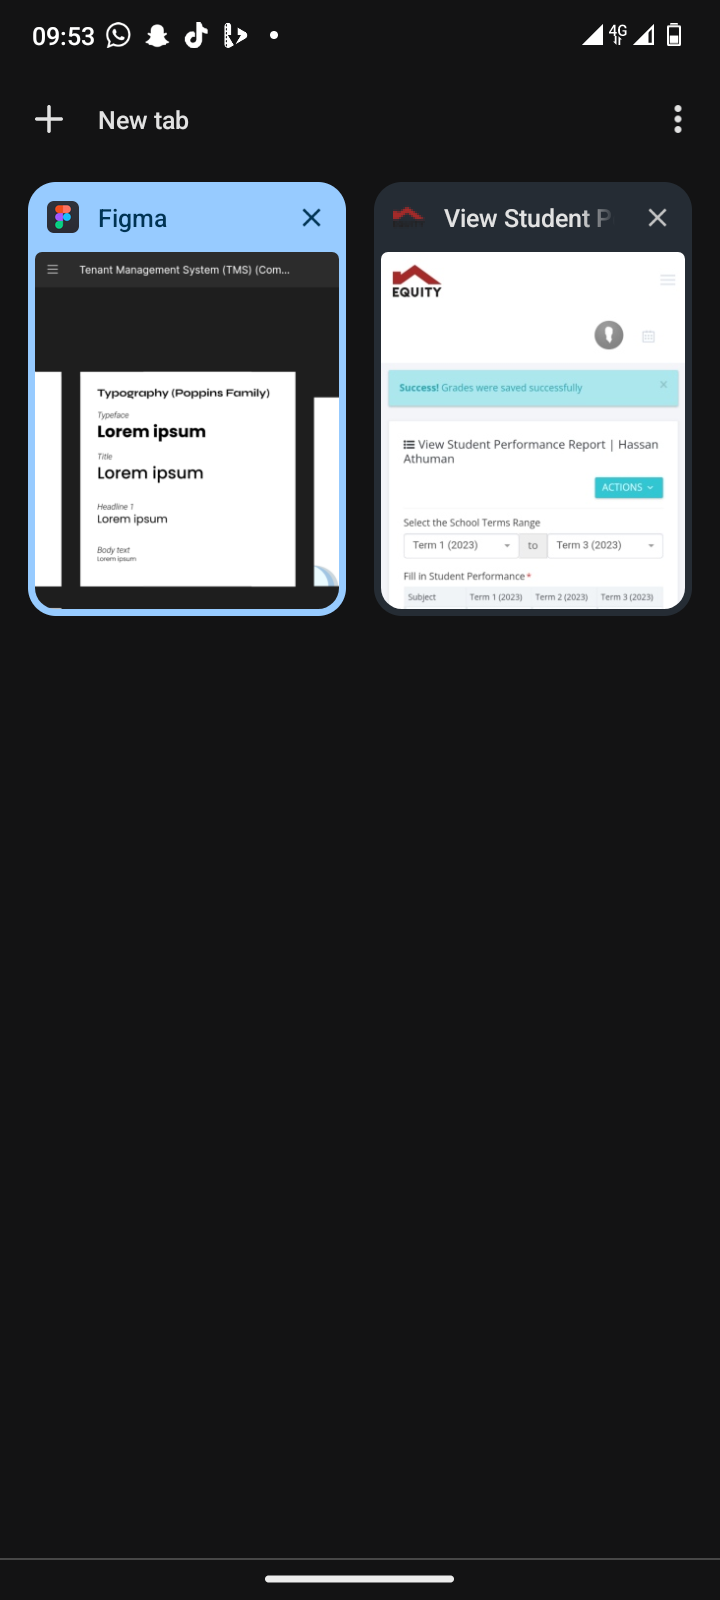 09:53
4G
New tab
Figma
Tenant Management System (TMS) (Com...
Typography (Poppins Family)
Typeface
Lorem ipsum
Title
Lorem ipsum
Headline 1
Lorem ipsum
Body text
Lorem ipsum
View Student P
EQUITY
Success! Grades were saved successfully
View Student Performance Report | Hassan
Athuman
ACTIONS
Select the School Terms Range
Term 1 (2023) to Term 3 (2023)
Fill in Student Performance*
Subject Term 1 (2023) Term 2 (2023) Term 3 (2023)